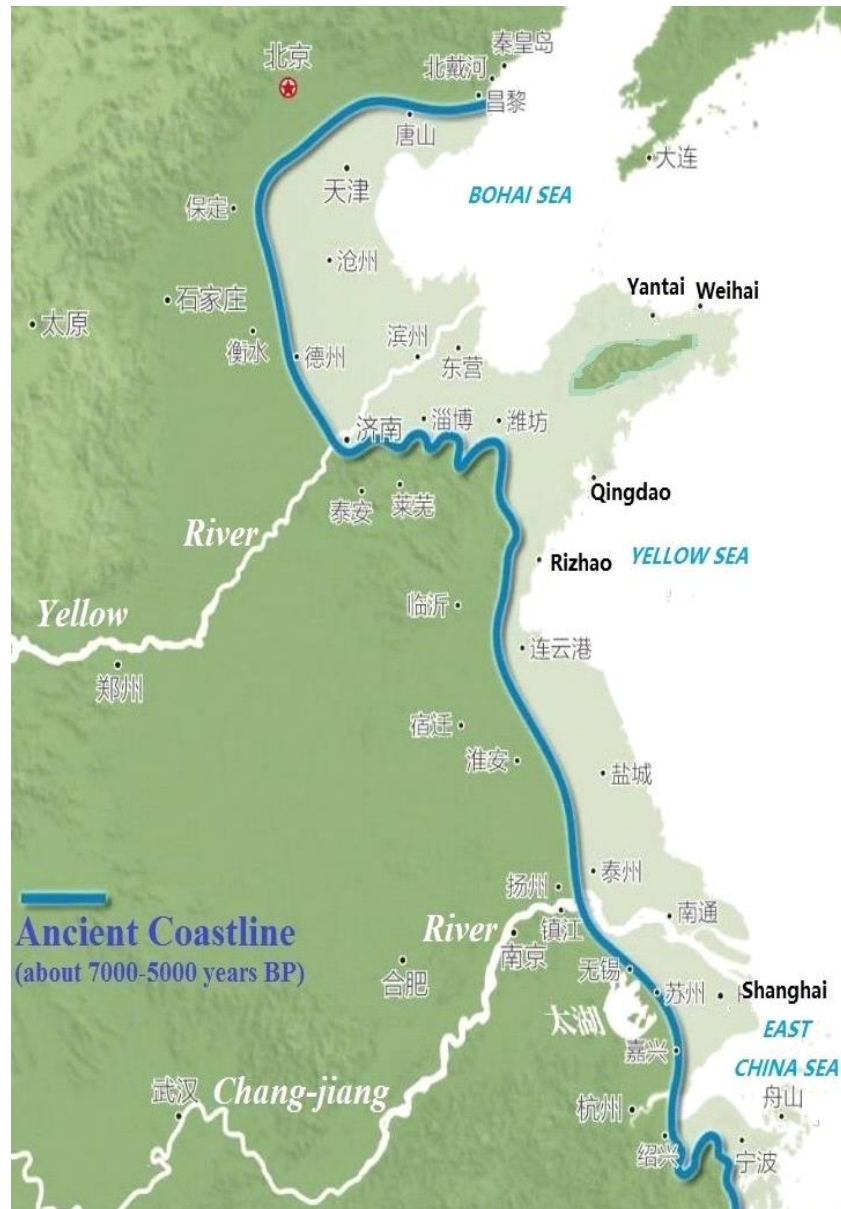 秦皇岛
北京
北戴河
昌黎
唐山
大连
天津
BOHAI SEA
保定
沧州
Yantai
Weihai
石家庄
太原
滨州
衡水
德州
东营
济南
淄博
潍坊
泰安
莱芜
Qingdao
River
Rizhao
YELLOW SEA
Yellow
临沂
连云港
郑州
宿迁
淮安
盐城
泰州
扬州
Ancient Coastline
(about 7000-5000 years BP)
River
镇江
南通
南京
合肥
无锡
苏州
Shanghai
太湖
EAST
CHINA SEA
嘉兴
Chang-jiang
武汉
杭州
舟山
绍兴
宁波